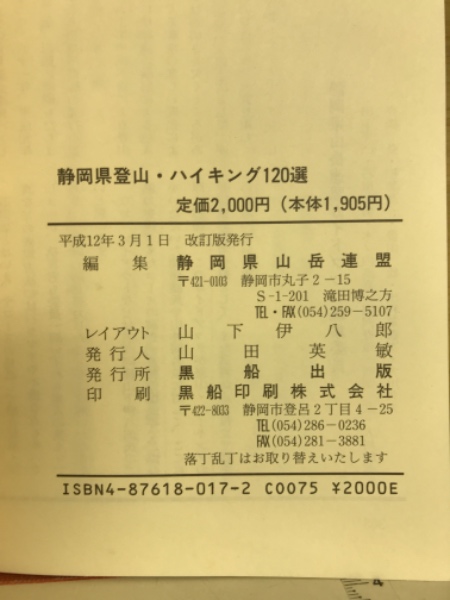 静岡県登山・ハイキング120選
定価2,000円（本体1,905円）
平成12年3月1日　改訂版発行
編集　静岡県山岳連盟
〒421-0103　静岡市丸子2－15
S-1-201　滝田博之方
TEL・FAX(054)259－5107
レイアウト　山下伊八郎
発行人　山田英敏
発行所　黒船出版
印刷　黒船印刷株式会社
〒422-8033　静岡市登呂2丁目4－25
TEL(054)286－0236
FAX(054)281－3881
落丁乱丁はお取り替えいたします
ISBN4-87618-017-2 C0075 ¥2000E